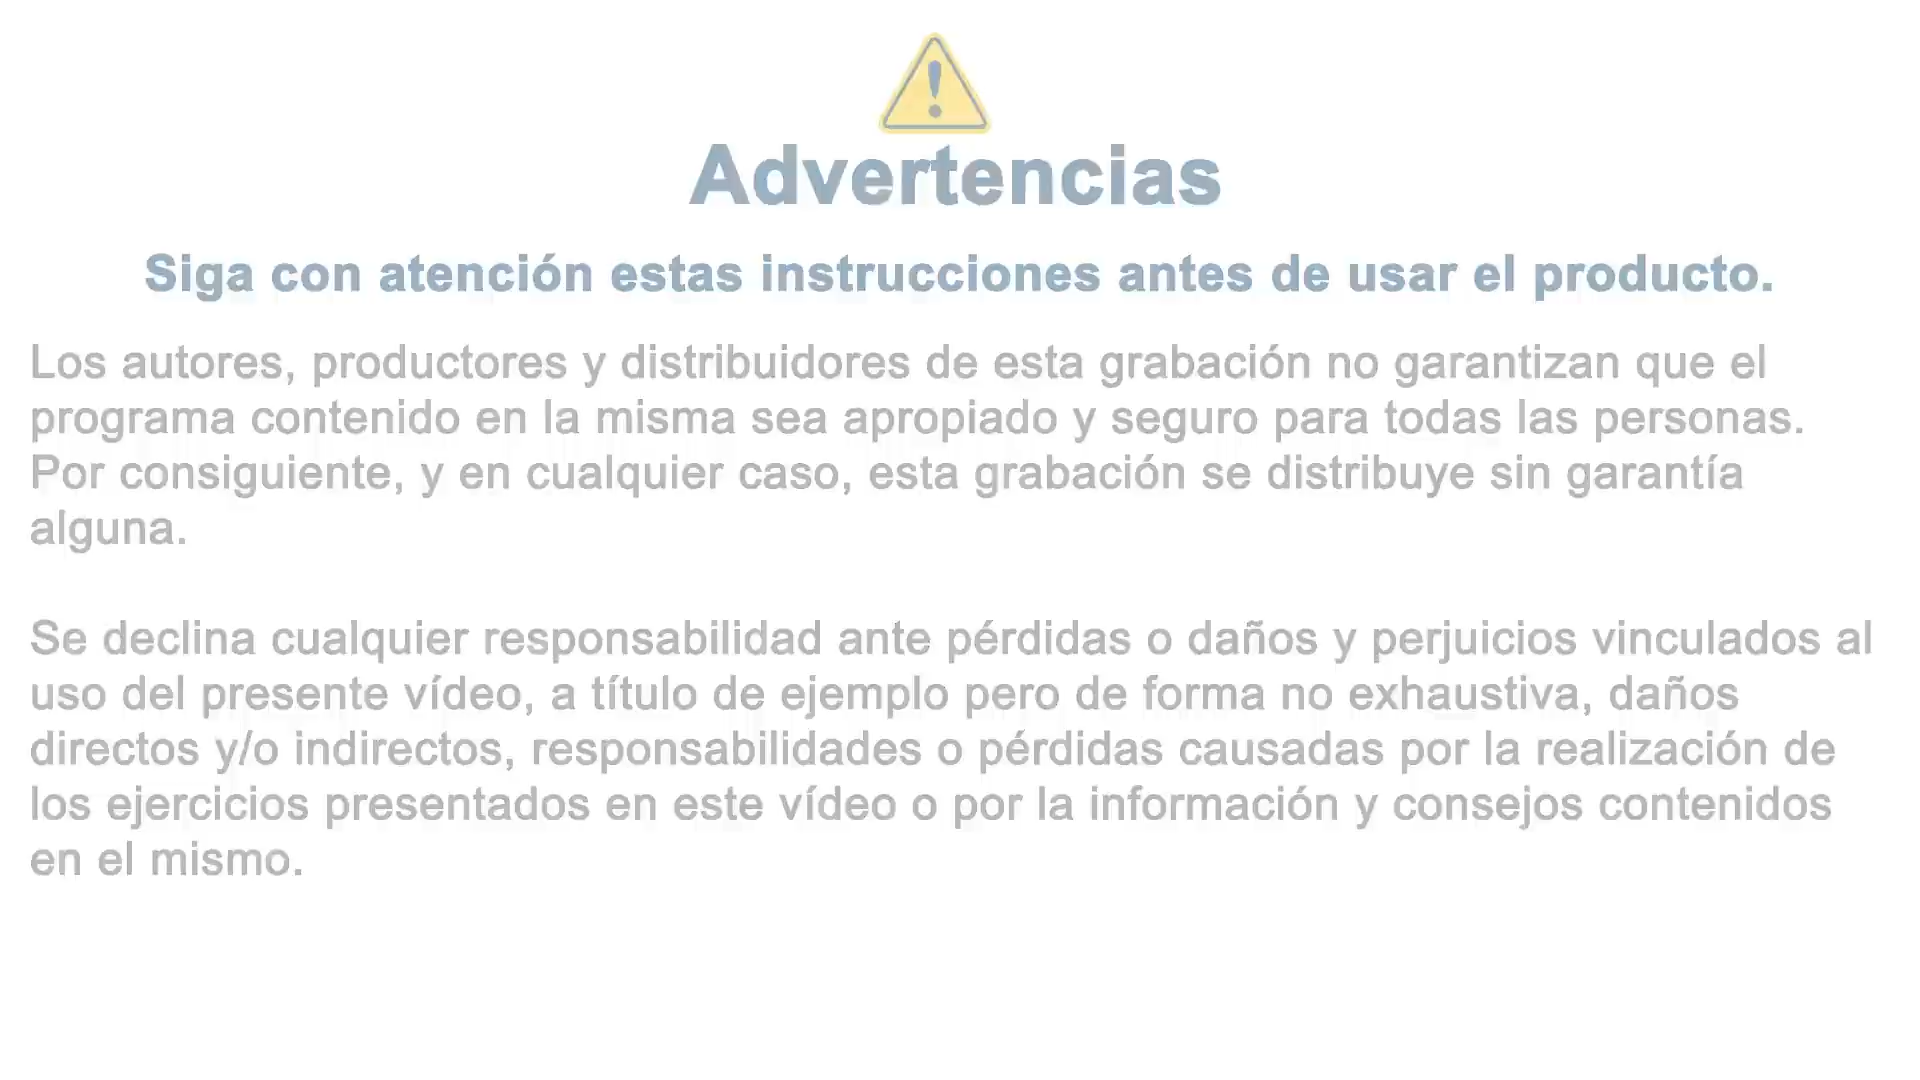 Advertencias
Siga con atención estas instrucciones antes de usar el producto.
Los autores, productores y distribuidores de esta grabación no garantizan que el
programa contenido en la misma sea apropiado y seguro para todas las personas.
Por consiguiente, y en cualquier caso, esta grabación se distribuye sin garantía
alguna.
Se declina cualquier responsabilidad ante pérdidas o daños y perjuicios vinculados al
uso del presente vídeo, a título de ejemplo pero de forma no exhaustiva, daños
directos y/o indirectos, responsabilidades o pérdidas causadas por la realización de
los ejercicios presentados en este vídeo o por la información y consejos contenidos
en el mismo.